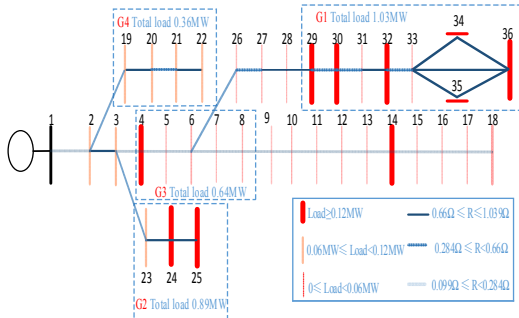 G4 Total load 0.36MW
19 20 21 22
G1 Total load 1.03MW
26 27 28 29 30 31 32 33 34 36
35
1 2 3 4 5 6 7 8 9 10 11 12 13 14 15 16 17 18
G3 Total load 0.64MW
23 24 25
G2 Total load 0.89MW
Load≥0.12MW 0.66Ω ≤ R≤1.039Ω
0.06MW≤ Load<0.12MW 0.284Ω ≤ R<0.66Ω
0≤ Load<0.06MW 0.099Ω ≤ R<0.284Ω